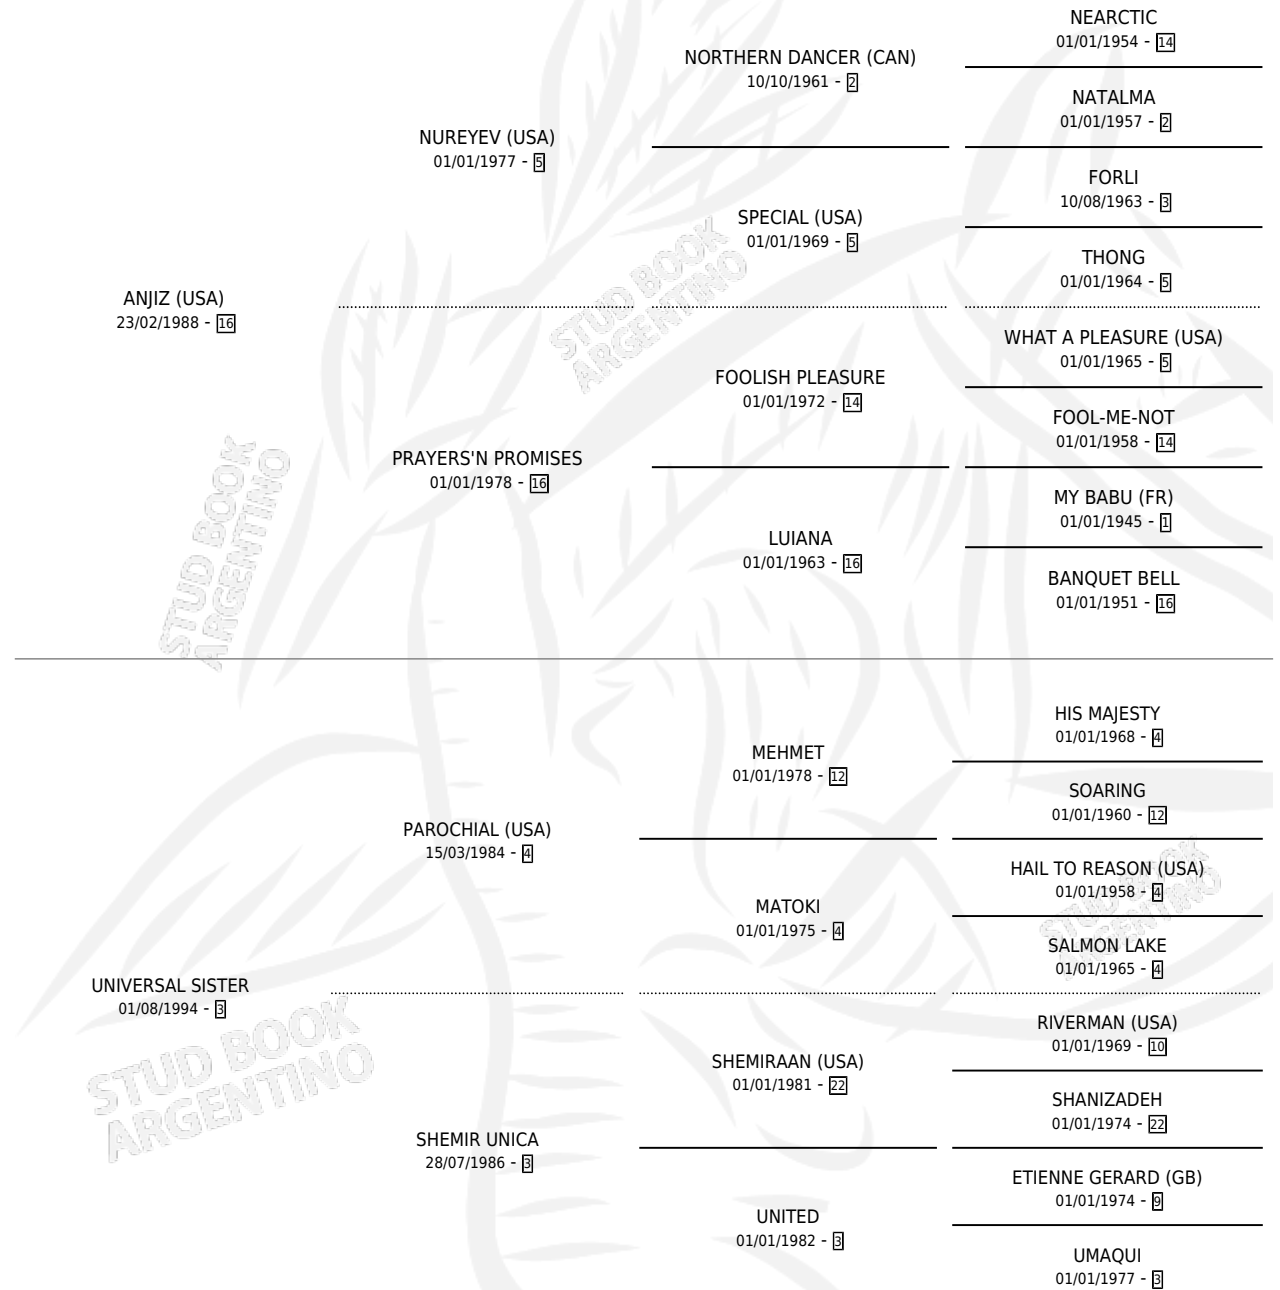 NEARCTIC
01/01/1954 - 14
NORTHERN DANCER (CAN)
10/10/1961 - 2
NATALMA
01/01/1957 - 2
NUREYEV (USA)
01/01/1977 - 5
FORLI
10/08/1963 - 3
SPECIAL (USA)
01/01/1969 - 5
THONG
01/01/1964 - 5
ANJIZ (USA)
23/02/1988 - 16
STUD BOOK
ARGENTINO
WHAT A PLEASURE (USA)
01/01/1965 - 5
FOOLISH PLEASURE
01/01/1972 - 14
FOOL-ME-NOT
01/01/1958 - 14
PRAYERS'N PROMISES
01/01/1978 - 16
MY BABU (FR)
01/01/1945 - 1
LUIANA
01/01/1963 - 16
BANQUET BELL
01/01/1951 - 16
STUD BOOK
ARGENTINO
HIS MAJESTY
01/01/1968 - 4
MEHMET
01/01/1978 - 12
SOARING
01/01/1960 - 12
PAROCHIAL (USA)
15/03/1984 - 4
HAIL TO REASON (USA)
01/01/1958 - 4
MATOKI
01/01/1975 - 4
SALMON LAKE
01/01/1965 - 4
STUD BOOK
ARGENTINO
UNIVERSAL SISTER
01/08/1994 - 3
RIVERMAN (USA)
01/01/1969 - 10
SHEMIRAAN (USA)
01/01/1981 - 22
SHANIZADEH
01/01/1974 - 22
STUD BOOK
ARGENTINO
SHEMIR UNICA
28/07/1986 - 3
ETIENNE GERARD (GB)
01/01/1974 - 9
UNITED
01/01/1982 - 3
UMAQUI
01/01/1977 - 3